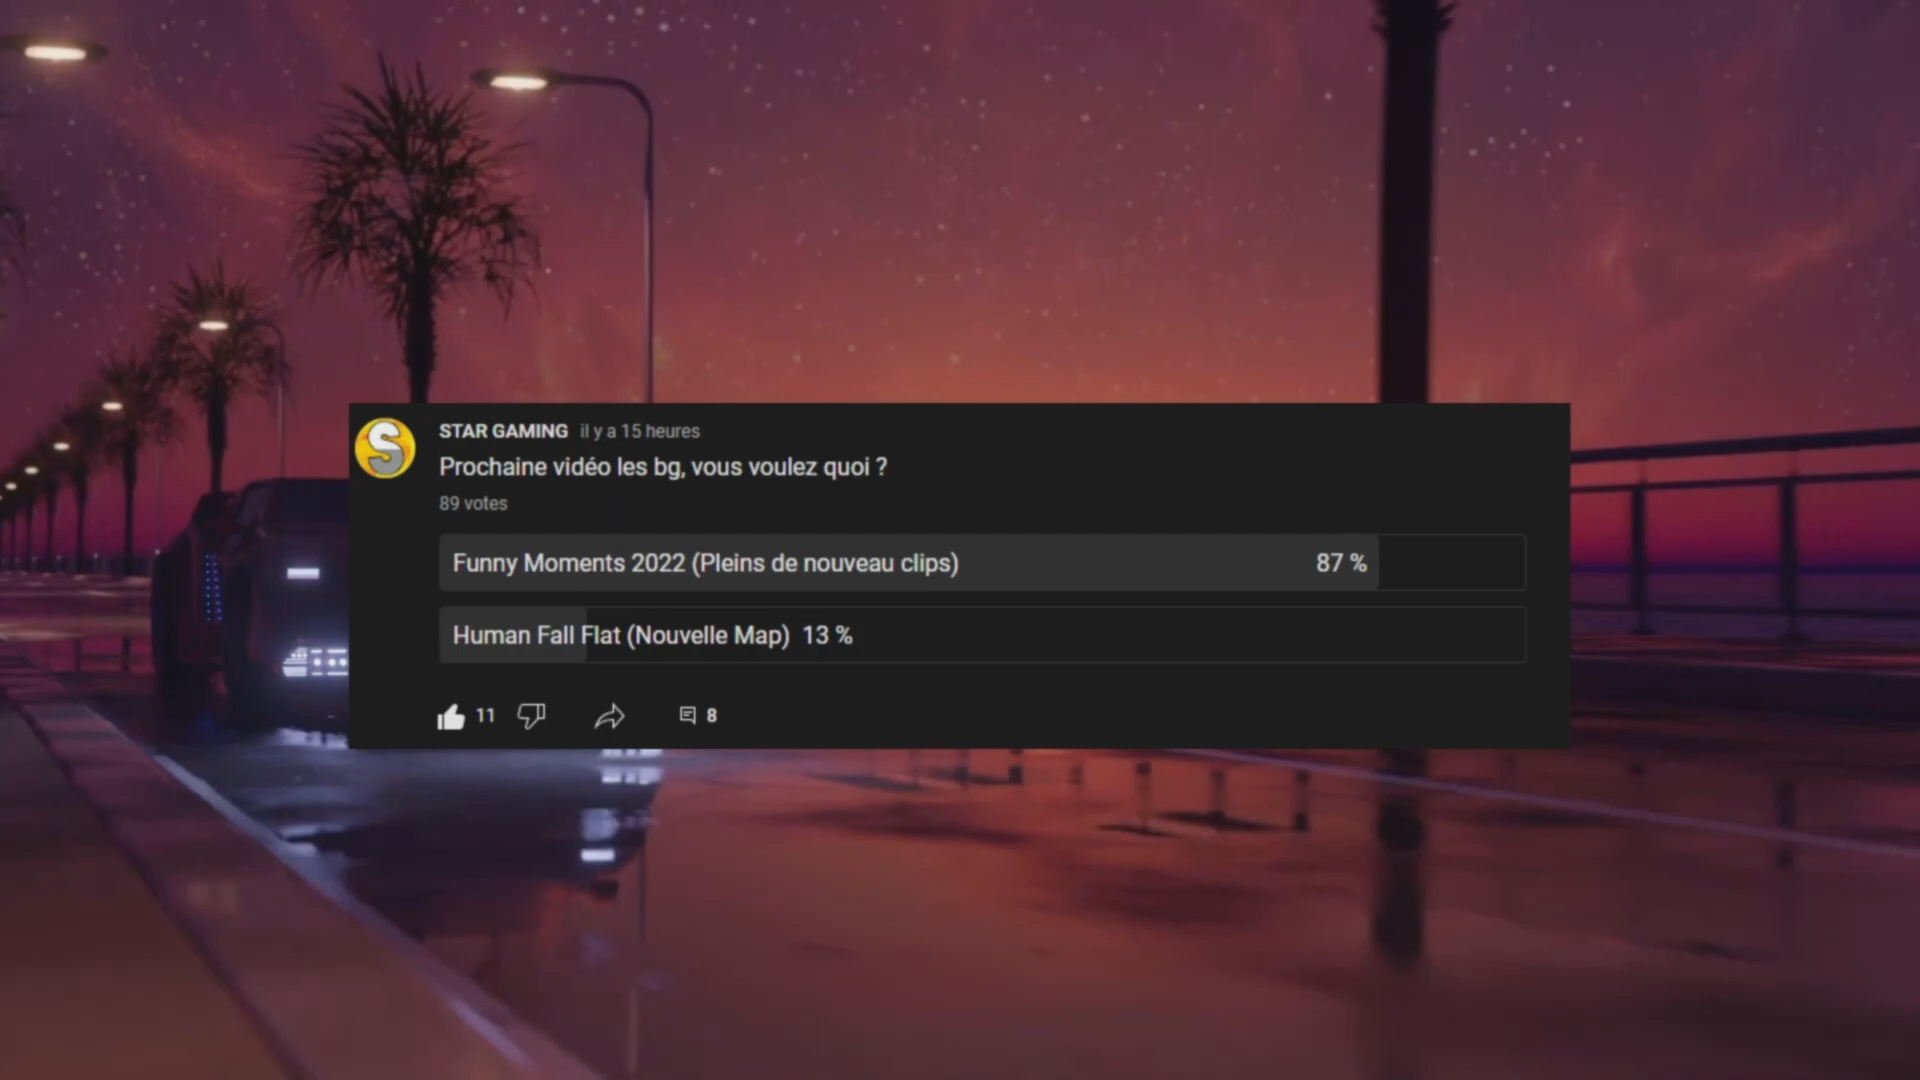 S
STAR GAMING il y a 15 heures
Prochaine vidéo les bg, vous voulez quoi ?
89 votes
Funny Moments 2022 (Pleins de nouveau clips) 87 %
Human Fall Flat (Nouvelle Map) 13 %
11 8